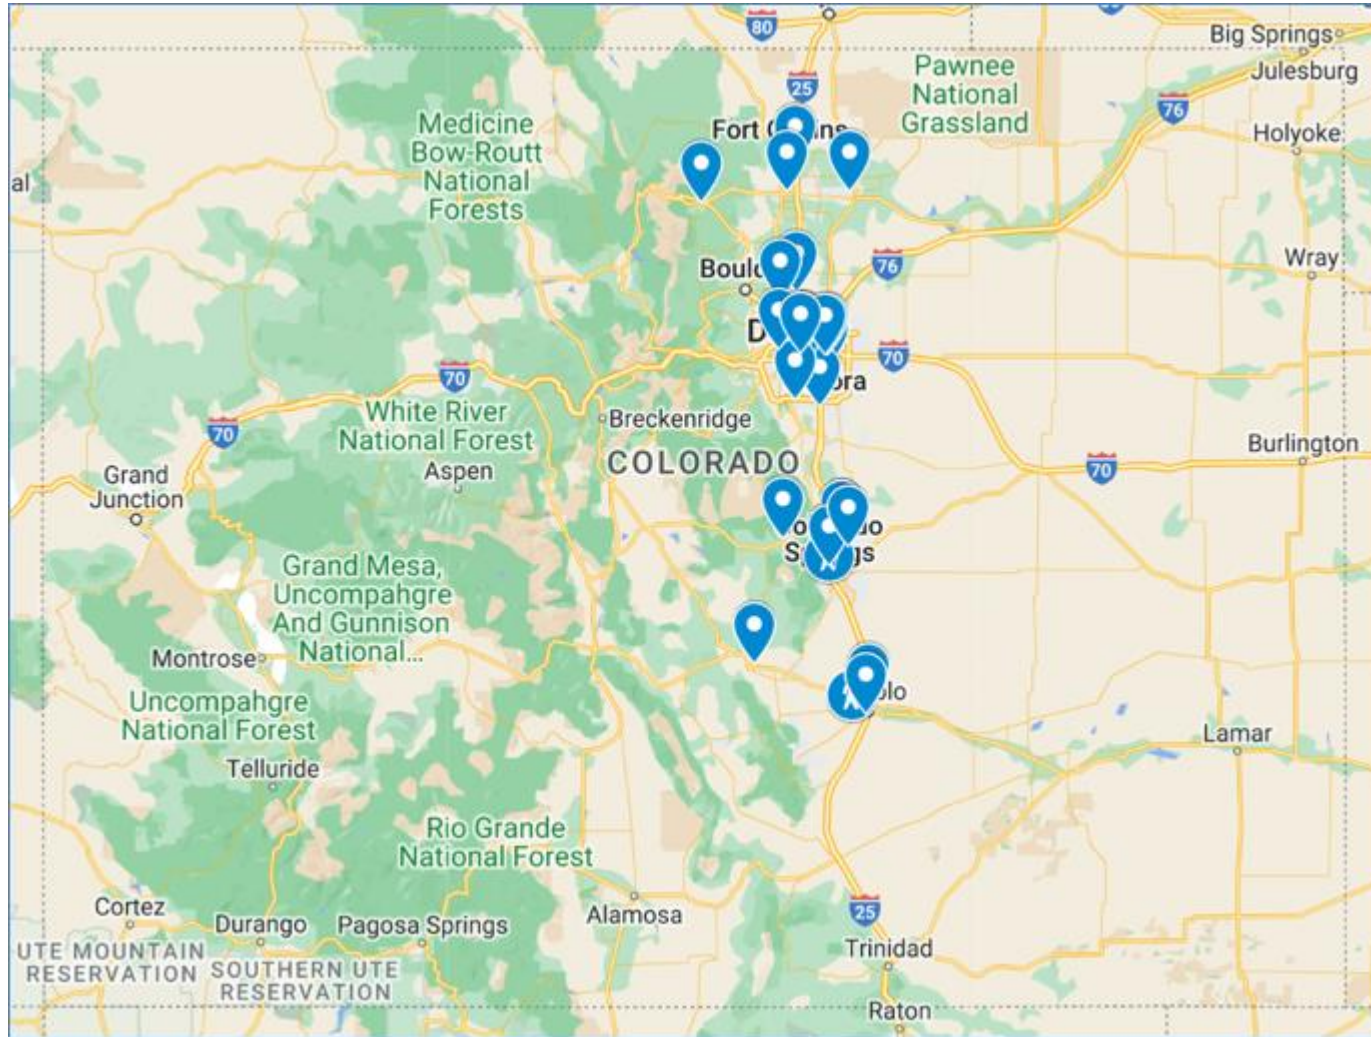 80
Big Springs
Julesburg
25
Pawnee
National
Grassland
76
Medicine
Bow-Routt
National
Forests
Holyoke
al
Wray
76
70
70
White River
National Forest
Breckenridge
Burlington
70
COLORADO
70
Aspen
Grand
Junction
Grand Mesa,
Uncompahgre
And Gunnison
National...
Montrose
Uncompahgre
National Forest
Lamar
Telluride
Rio Grande
National Forest
Cortez
Durango
Pagosa Springs
Alamosa
25
UTE MOUNTAIN
RESERVATION
SOUTHERN UTE
RESERVATION
Trinidad
Raton